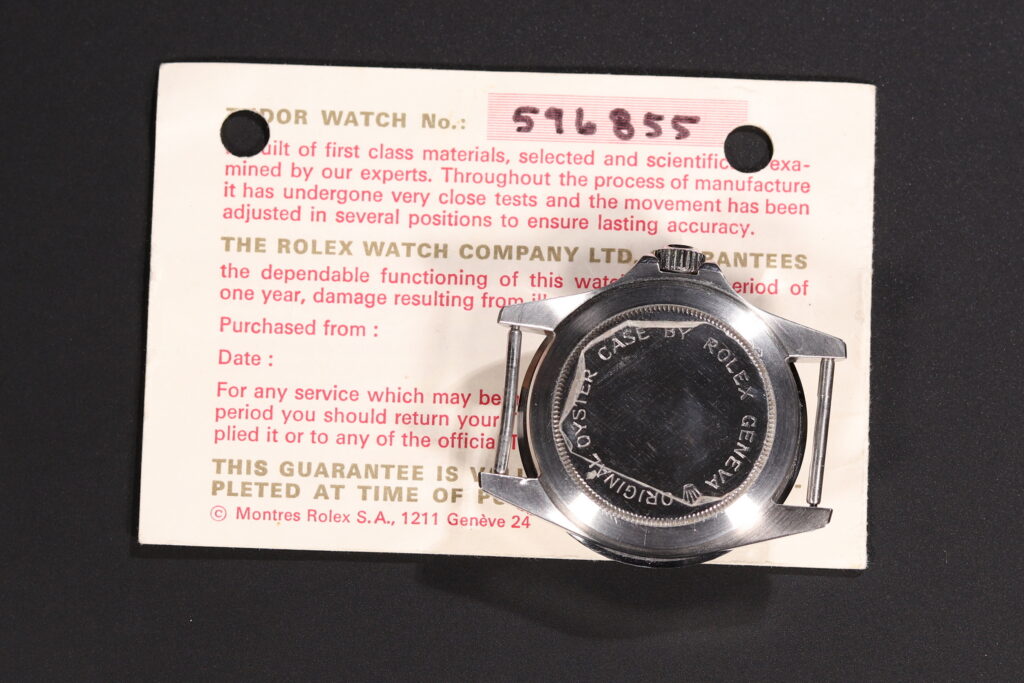 WATCH No.: 596855
of first class materials, selected and
mined by our experts. Throughout the process of manufacture
it has undergone very close tests and the movement has been
adjusted in several positions to ensure lasting accuracy.
THE ROLEX WATCH COMPANY LTD.
the dependable functioning of this of
one year, damage resulting from
Purchased from :
Date :
For any service which may be
period you should return your
plied it or to any of the
THIS GUARANTEE IS
PLETED AT TIME OF
© Montres Rolex S.A., 1211 Genève 24
ORIGINAL OYSTER CASE BY ROLEX GENEVA